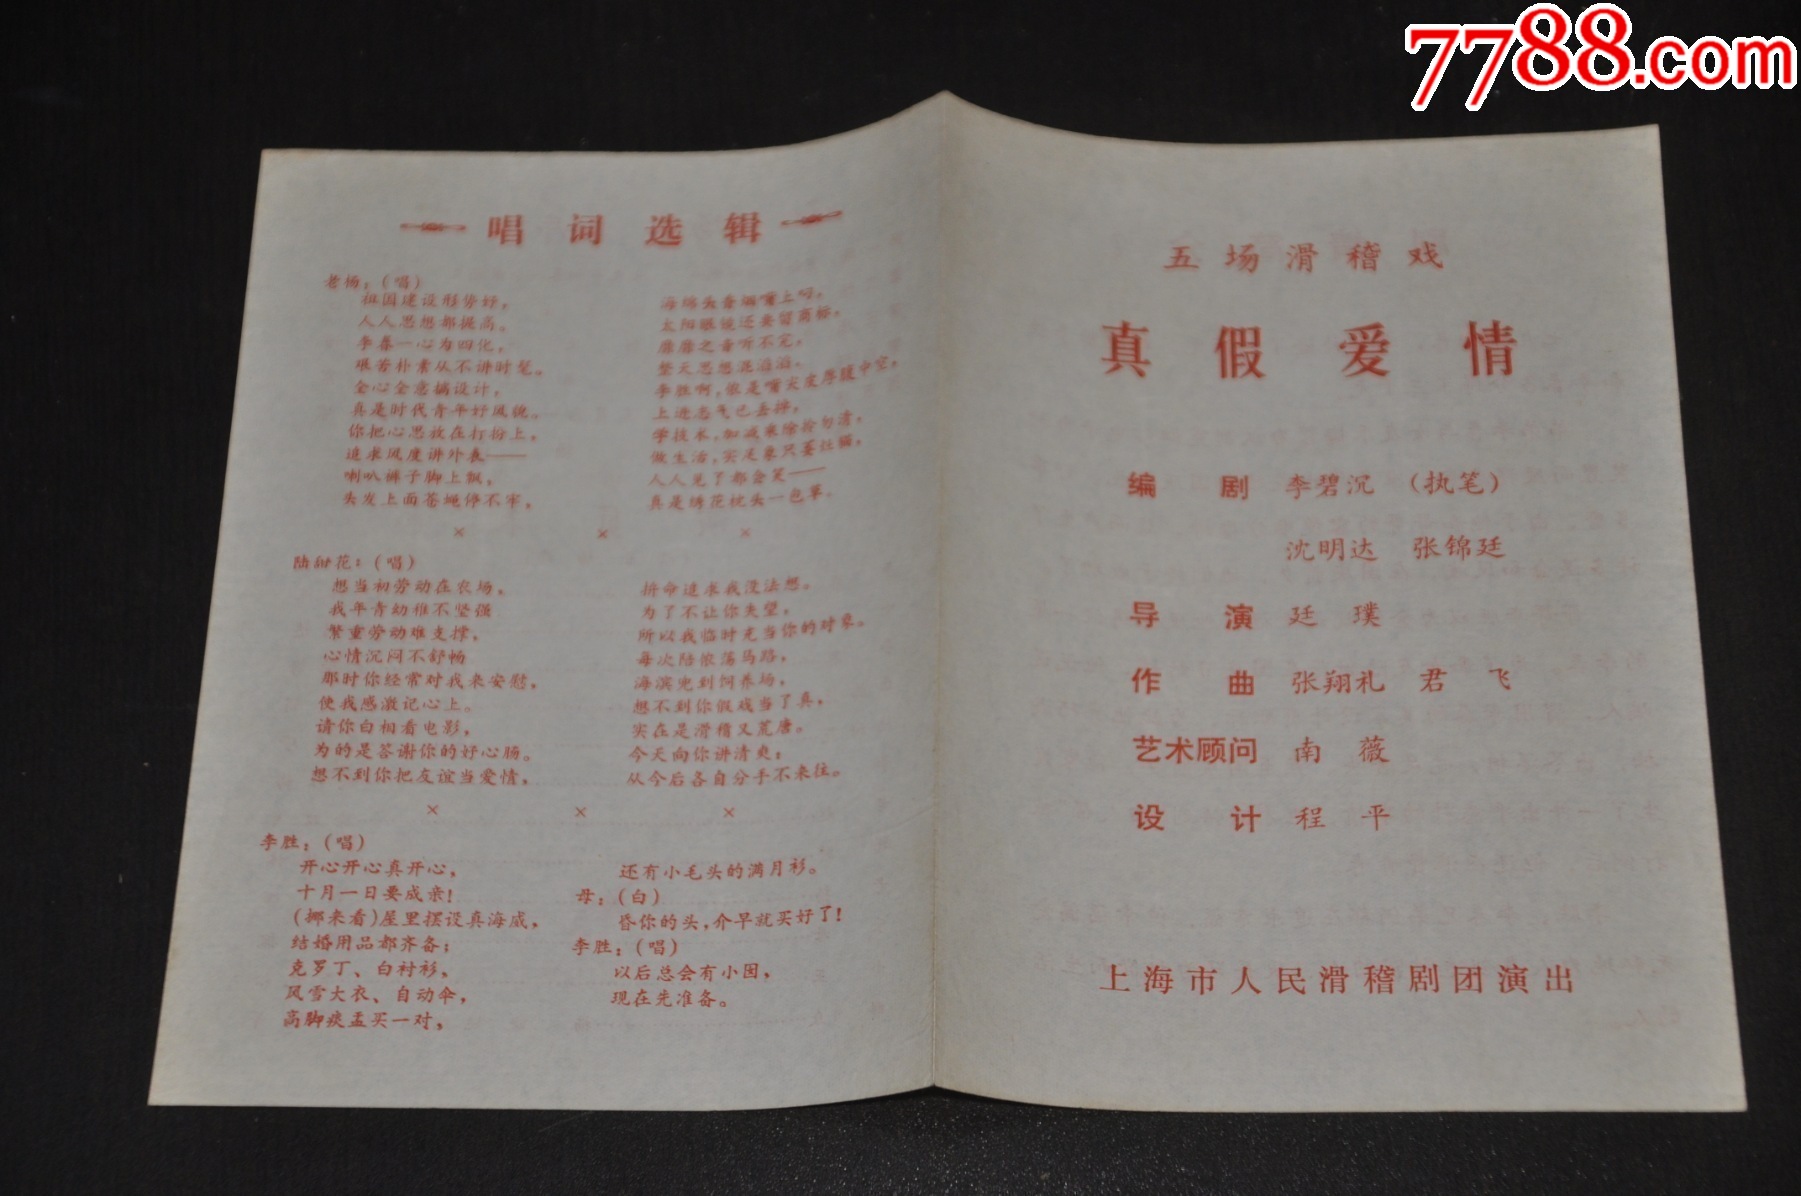 7788.com
唱词选辑
老杨：（唱）
祖国建设形势好，
人人思想都提高。
李春一心为四化，
艰苦朴素从不讲时髦。
全心全意搞设计，
真是时代青年好风貌。
你把心思放在打扮上，
追求风度讲外表——
喇叭裤子脚上飘，
头发上面苍蝇停不牢，
海绵头香烟嘴上叼。
太阳眼镜还要留商标，
靡靡之音听不完，
整天思想混滔滔。
李胜啊，侬是嘴尖皮厚腹中空，
上进志气已丢掉，
学技术，加减乘除拎勿清，
做生活，实足象只萎灶猫，
人人见了都会笑——
真是绣花枕头一包草。
× × ×
陆甜花：（唱）
想当初劳动在农场，
我年青幼稚不坚强
繁重劳动难支撑，
心情沉闷不舒畅
那时你经常对我来安慰，
使我感激记心上。
请你白相看电影，
为的是答谢你的好心肠。
想不到你把友谊当爱情，
拚命追求我没法想。
为了不让你失望，
所以我临时充当你的对象。
每次陪侬荡马路，
海滨兜到饲养场，
想不到你假戏当了真，
实在是滑稽又荒唐。
今天向你讲清爽：
从今后各自分手不来往。
× × ×
李胜：（唱）
开心开心真开心，
十月一日要成亲！
(挪来看)屋里摆设真海威，
结婚用品都齐备；
克罗丁、白衬衫，
风雪大衣、自动伞，
高脚痰盂买一对，
还有小毛头的满月衫。
母：（白）
昏你的头，介早就买好了！
李胜：（唱）
以后总会有小囡，
现在先准备。
五场滑稽戏
真假爱情
编剧 李碧沉 （执笔）
沈明达 张锦廷
导演 廷璞
作曲 张翔礼 君飞
艺术顾问 南薇
设计 程平
上海市人民滑稽剧团演出